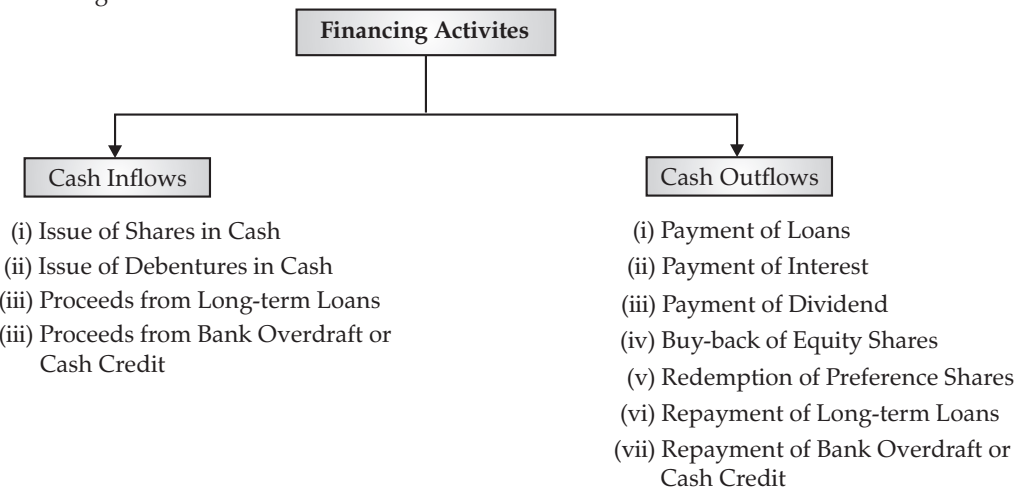 Financing Activites
Cash Inflows
(i) Issue of Shares in Cash
(ii) Issue of Debentures in Cash
(iii) Proceeds from Long-term Loans
(iii) Proceeds from Bank Overdraft or
Cash Credit
Cash Outflows
(i) Payment of Loans
(ii) Payment of Interest
(iii) Payment of Dividend
(iv) Buy-back of Equity Shares
(v) Redemption of Preference Shares
(vi) Repayment of Long-term Loans
(vii) Repayment of Bank Overdraft or
Cash Credit